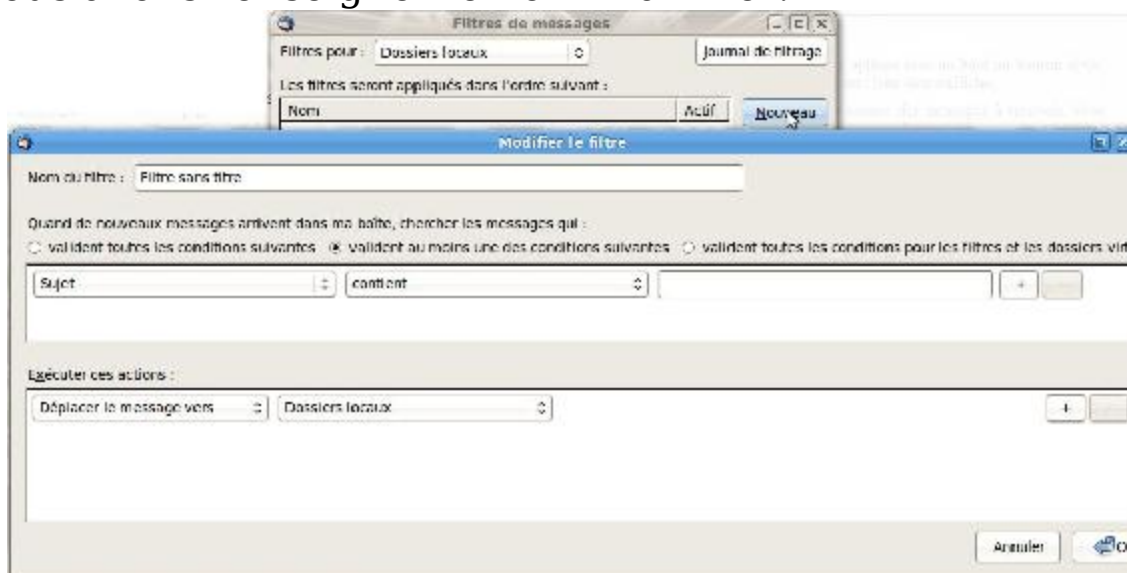 Filtres de messages
Filtres pour : Dossiers locaux Journal de filtrage
Les filtres seront appliqués dans l'ordre suivant :
Nom Actif Nouveau
Modifier le filtre
Nom du filtre : Filtre sans titre
Quand de nouveaux messages arrivent dans ma boîte, chercher les messages qui :
valident toutes les conditions suivantes valident au moins une des conditions suivantes valident toutes les conditions pour les filtres et les dossiers virt
Sujet contient +
Exécuter ces actions :
Déplacer le message vers Dossiers locaux +
Annuler O